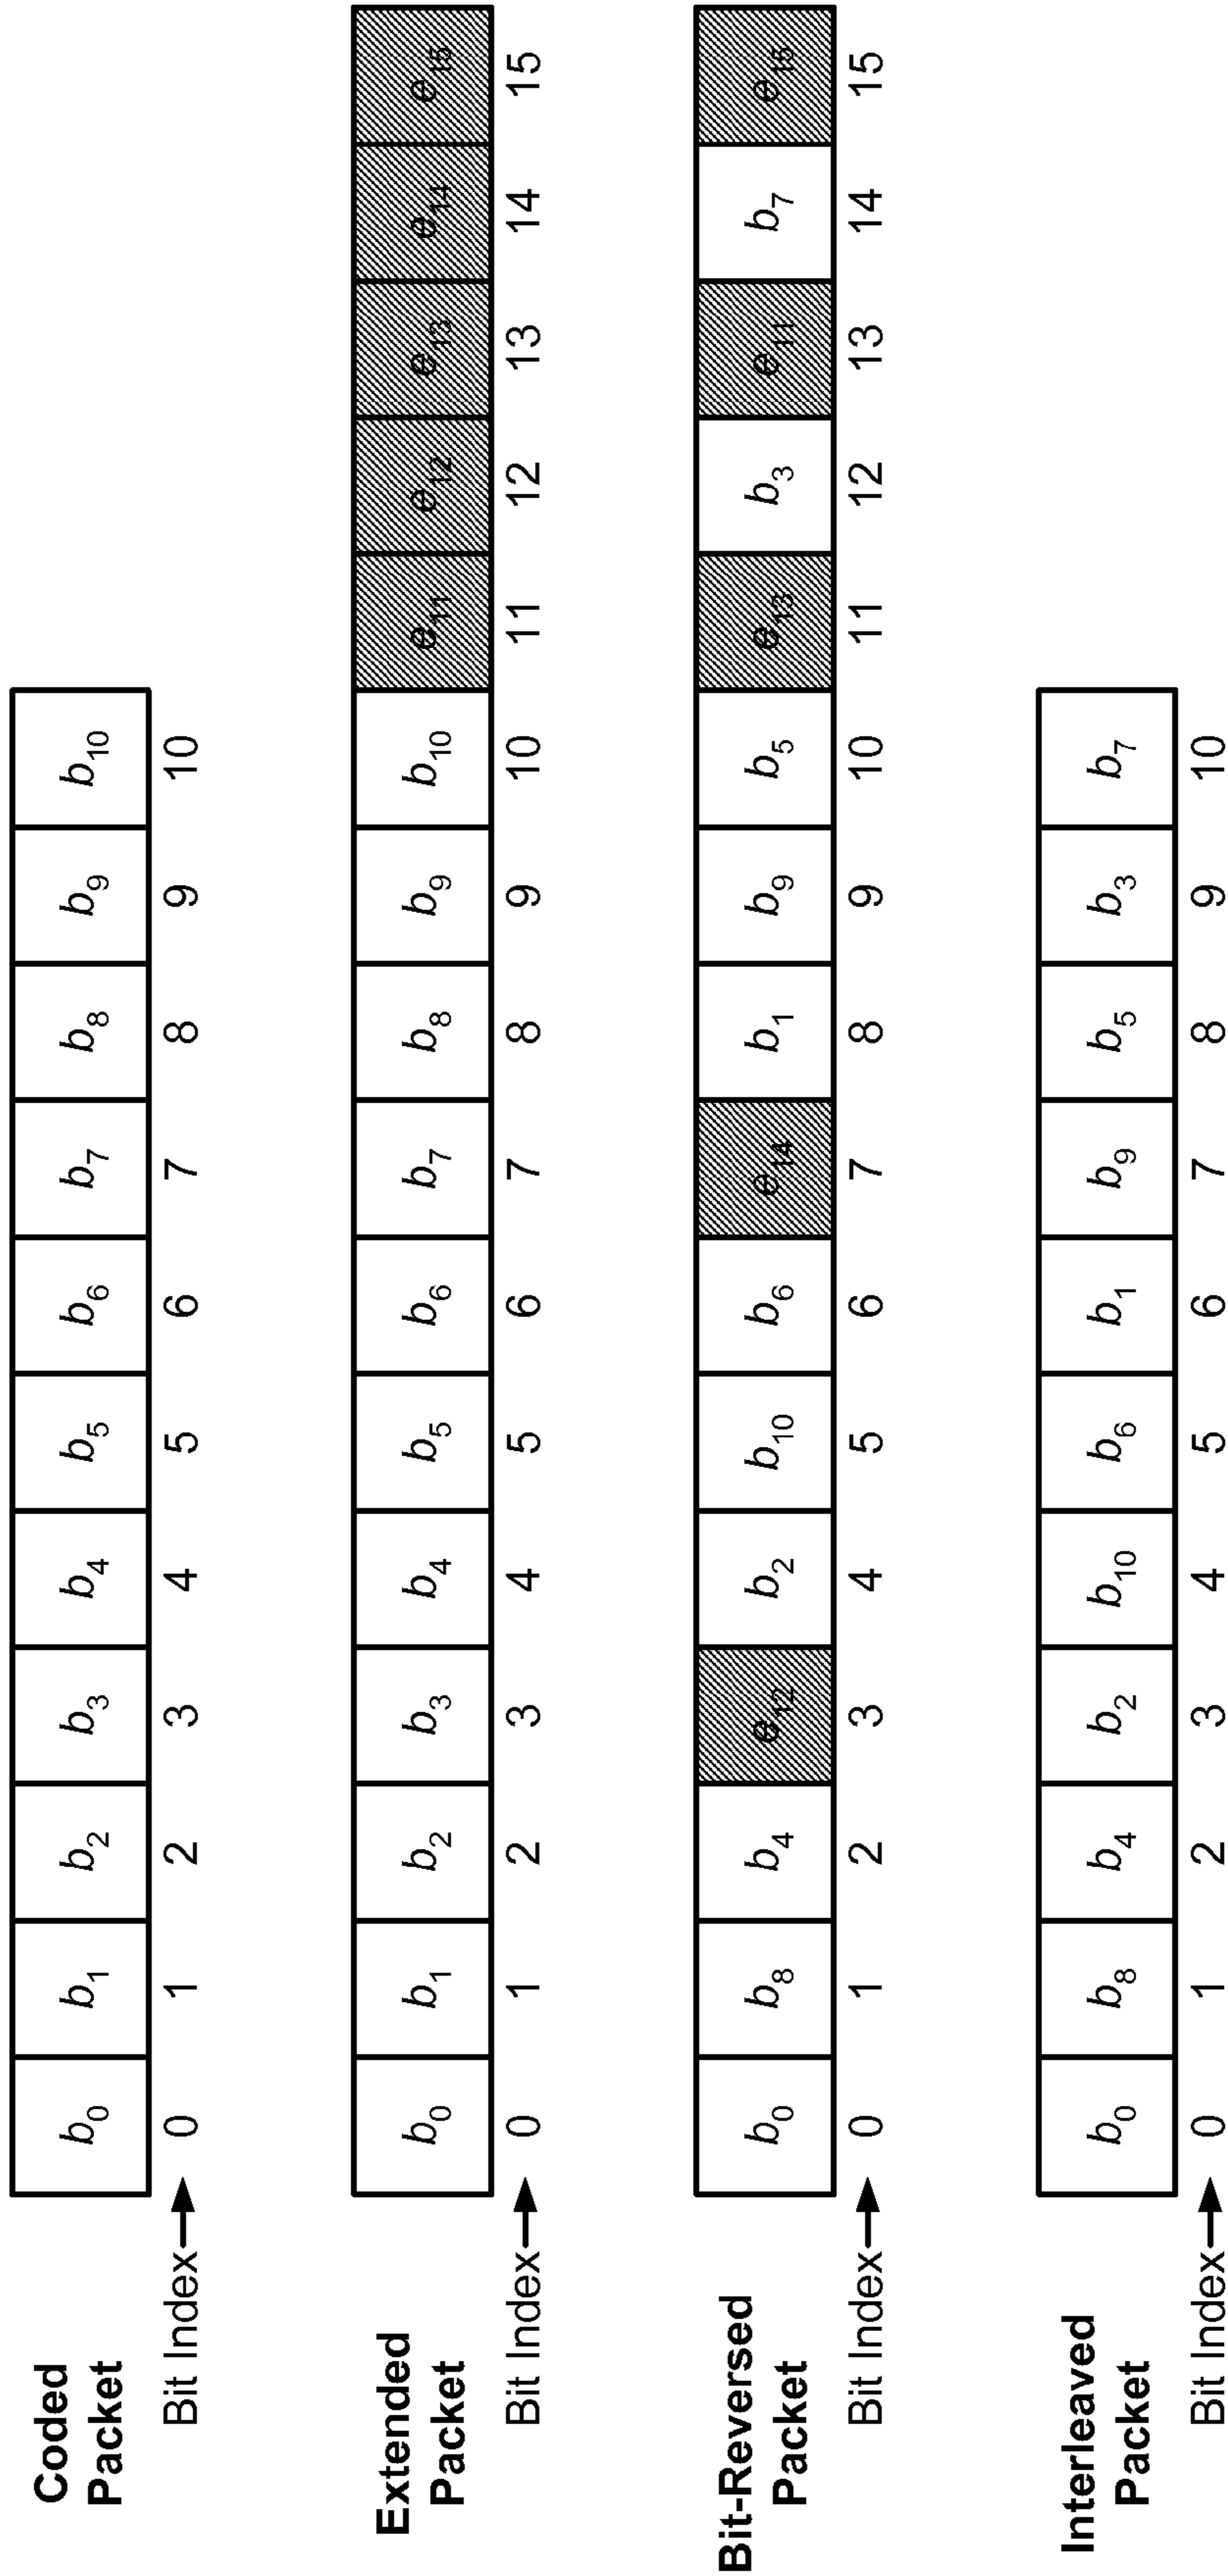 Coded
Packet
b0 b1 b2 b3 b4 b5 b6 b7 b8 b9 b10
Bit Index 0 1 2 3 4 5 6 7 8 9 10
Extended
Packet
b0 b1 b2 b3 b4 b5 b6 b7 b8 b9 b10 e11 e12 e13 e14 e15
Bit Index 0 1 2 3 4 5 6 7 8 9 10 11 12 13 14 15
Bit-Reversed
Packet
b0 b8 b4 e12 b2 b10 b6 e14 b1 b9 b5 e13 b3 e11 b7 e15
Bit Index 0 1 2 3 4 5 6 7 8 9 10 11 12 13 14 15
Interleaved
Packet
b0 b8 b4 b2 b10 b6 b1 b9 b5 b3 b7
Bit Index 0 1 2 3 4 5 6 7 8 9 10